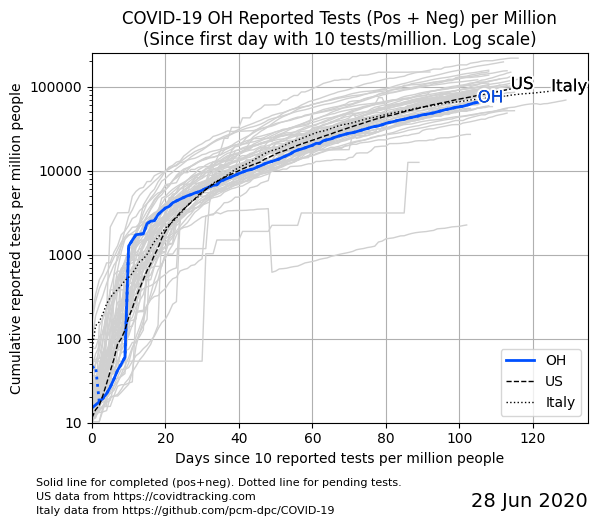 COVID-19 OH Reported Tests (Pos + Neg) per Million
(Since first day with 10 tests/million. Log scale)
Cumulative reported tests per million people
100000
10000
1000
100
10
US
Italy
OH
OH
US
Italy
0
20
40
60
80
100
120
Days since 10 reported tests per million people
Solid line for completed (pos+neg). Dotted line for pending tests.
US data from https://covidtracking.com
Italy data from https://github.com/pcm-dpc/COVID-19
28 Jun 2020